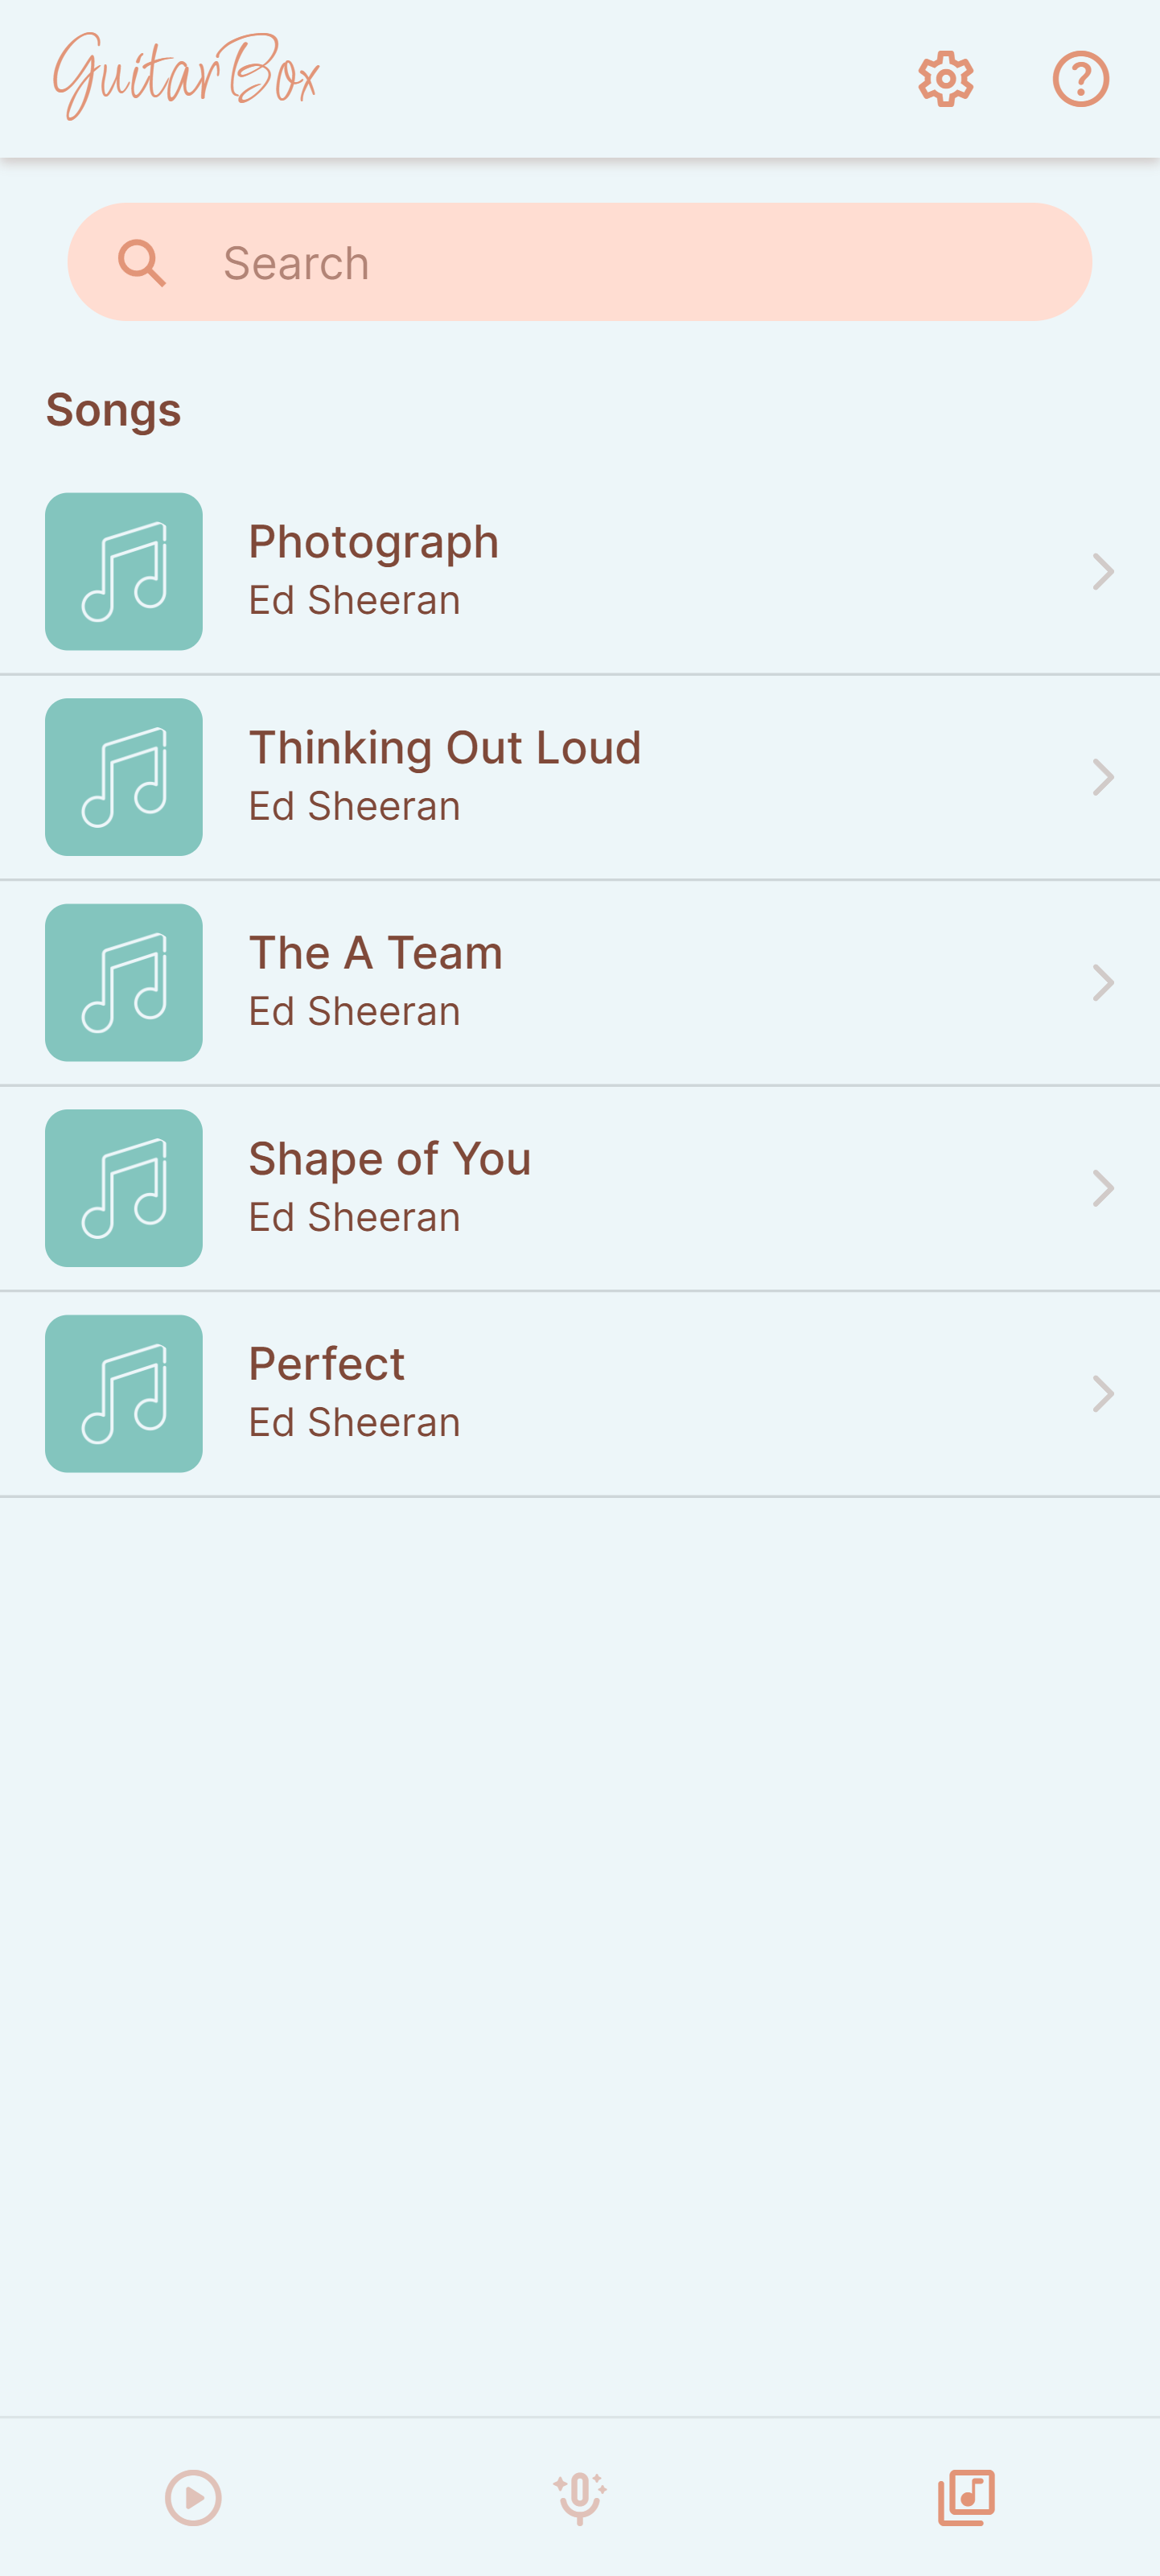 GuitarBox
Search
Songs
Photograph
Ed Sheeran
Thinking Out Loud
Ed Sheeran
The A Team
Ed Sheeran
Shape of You
Ed Sheeran
Perfect
Ed Sheeran